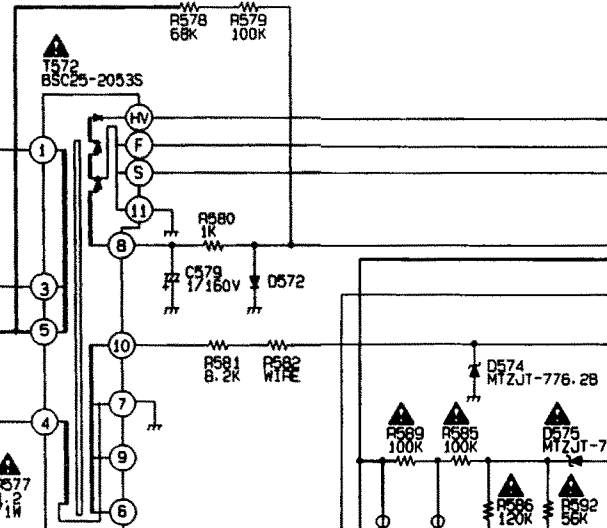 R578
68K
R579
100K
T572
BSC25-2053S
HV
F
S
11
1
8
3
5
10
7
4
9
6
R580
1K
C579
1/160V
D572
R581
8.2K
R582
WIRE
D574
MTZJT-776.2B
R589
100K
R585
100K
D575
MTZJT-7
R577
1W
R586
120K
R592
56K